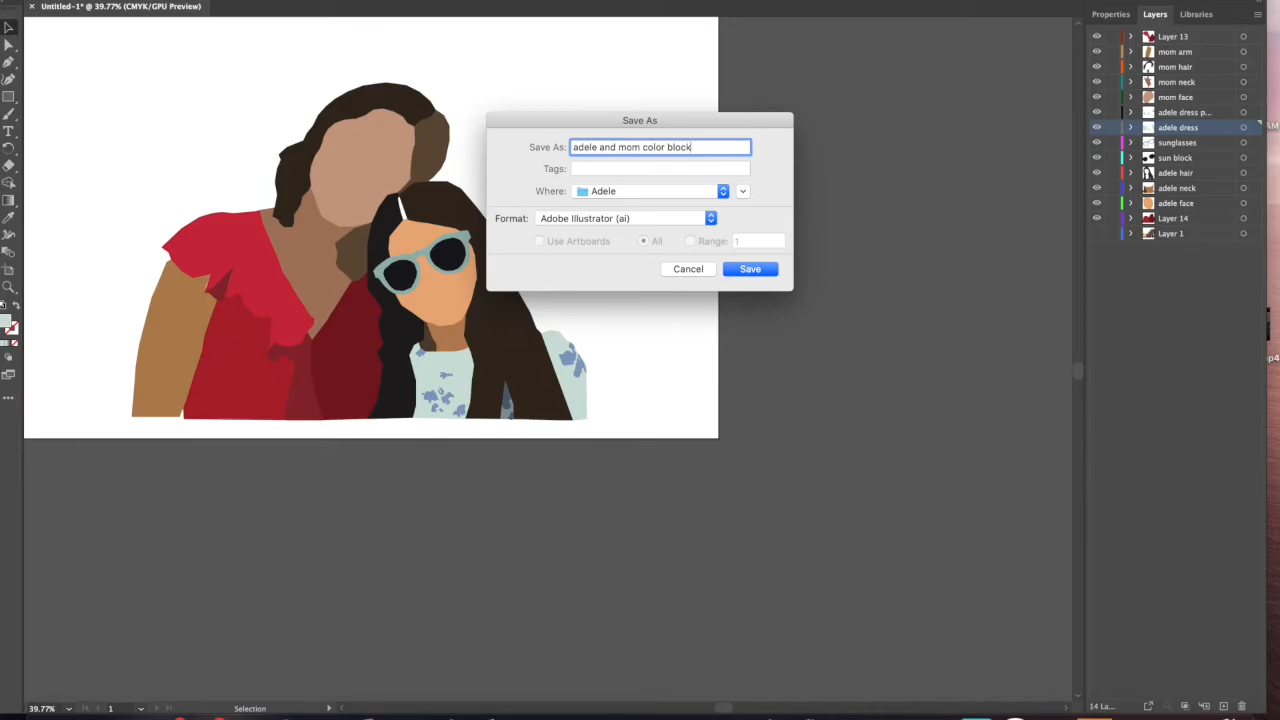 Untitled-1* @ 39.77% (CMYK/GPU Preview)
Properties Layers Libraries
Layer 13
mom arm
mom hair
mom neck
mom face
adele dress p...
adele dress
sunglasses
sun block
adele hair
adele neck
adele face
Layer 14
Layer 1
Save As
Save As: adele and mom color block
Tags:
Where: Adele
Format: Adobe Illustrator (ai)
Use Artboards All Range: 1
Cancel Save
AM
mp4
39.77% 1 Selection
14 La...